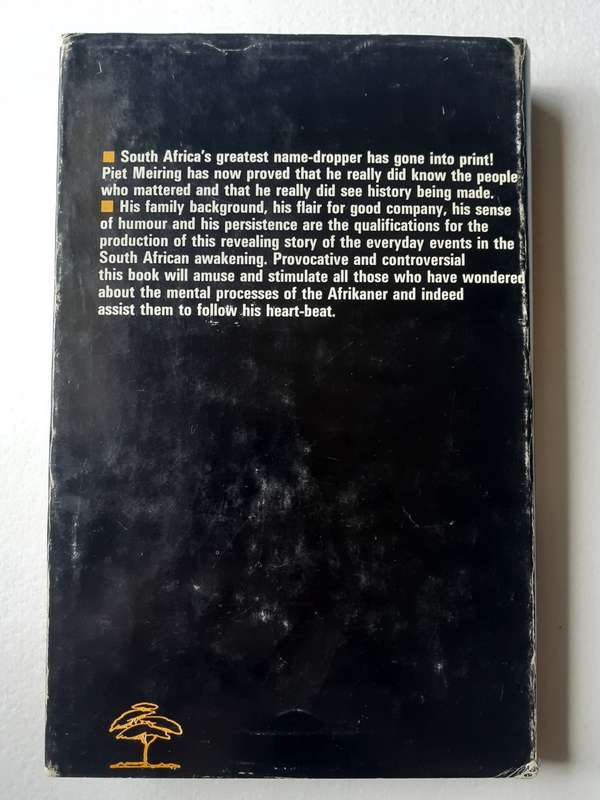 ■ South Africa's greatest name-dropper has gone into print!
Piet Meiring has now proved that he really did know the people
who mattered and that he really did see history being made.
■ His family background, his flair for good company, his sense
of humour and his persistence are the qualifications for the
production of this revealing story of the everyday events in the
South African awakening. Provocative and controversial
this book will amuse and stimulate all those who have wondered
about the mental processes of the Afrikaner and indeed
assist them to follow his heart-beat.